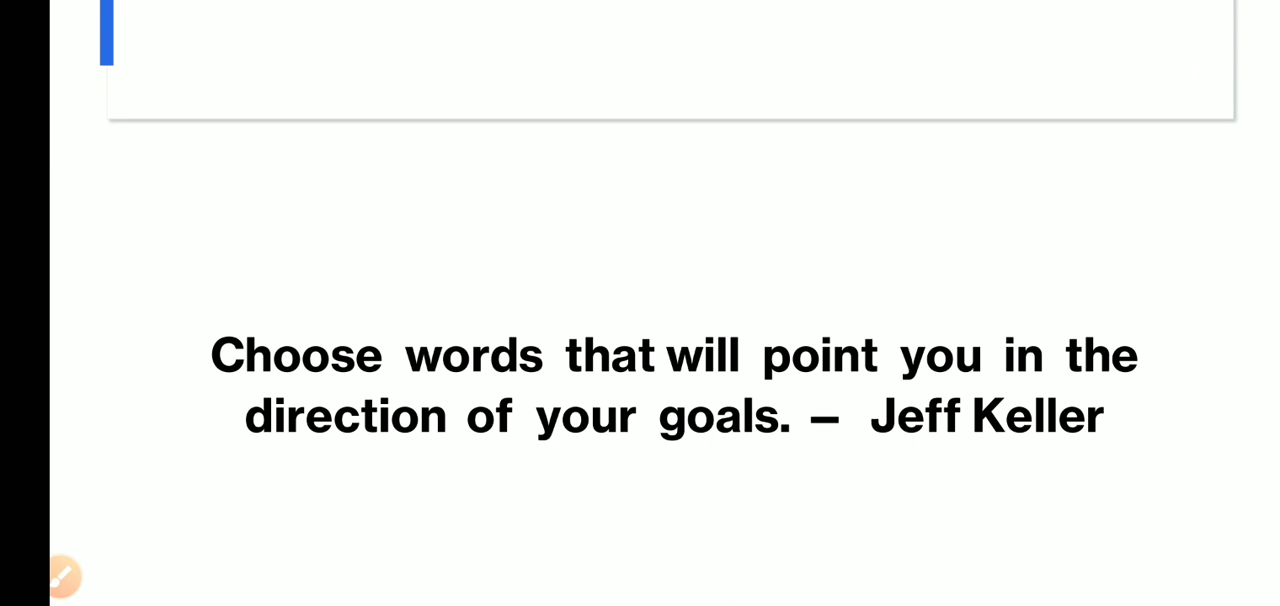 Choose words that will point you in the
direction of your goals. – Jeff Keller